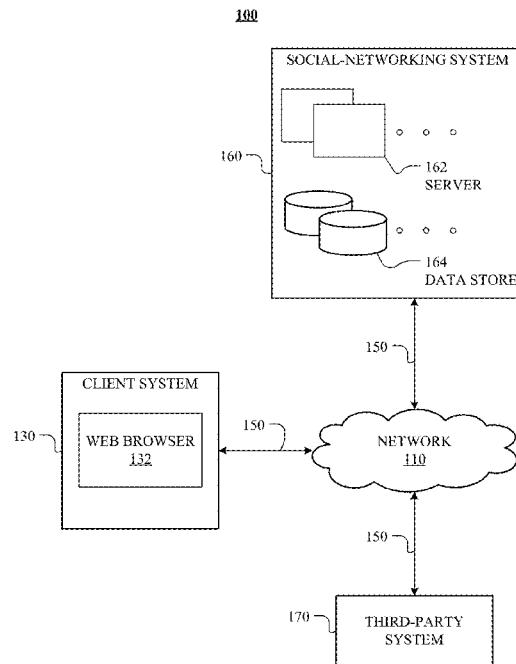 100
SOCIAL-NETWORKING SYSTEM
160
162
SERVER
164
DATA STORE
150
CLIENT SYSTEM
130
WEB BROWSER
132
150
NETWORK
110
150
170
THIRD-PARTY
SYSTEM